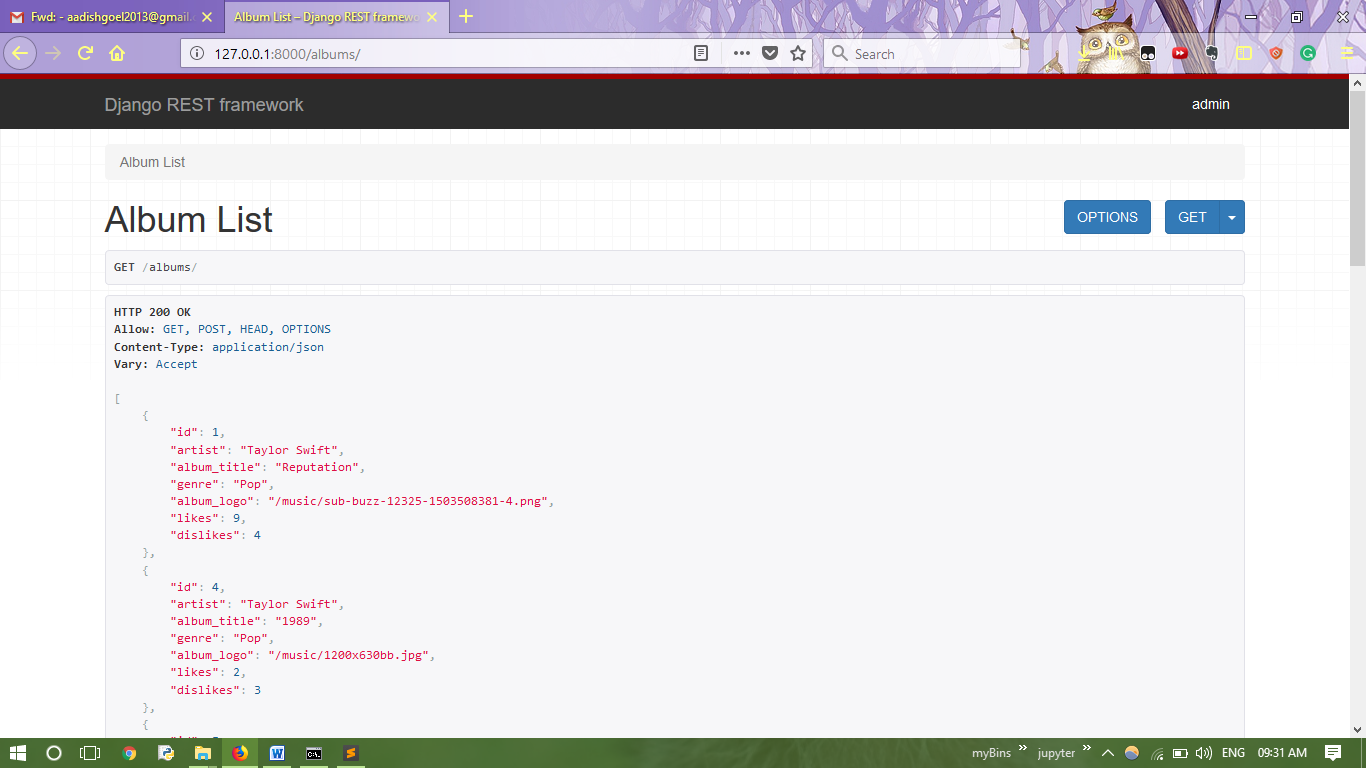 Fwd: - aadishgoel2013@gmail.
Album List – Django REST framewo
127.0.0.1:8000/albums/
Search
Django REST framework
admin
Album List
Album List
OPTIONS
GET
GET /albums/
HTTP 200 OK
Allow: GET, POST, HEAD, OPTIONS
Content-Type: application/json
Vary: Accept
[
{
"id": 1,
"artist": "Taylor Swift",
"album_title": "Reputation",
"genre": "Pop",
"album_logo": "/music/sub-buzz-12325-1503508381-4.png",
"likes": 9,
"dislikes": 4
},
{
"id": 4,
"artist": "Taylor Swift",
"album_title": "1989",
"genre": "Pop",
"album_logo": "/music/1200x630bb.jpg",
"likes": 2,
"dislikes": 3
},
{
myBins
jupyter
ENG
09:31 AM